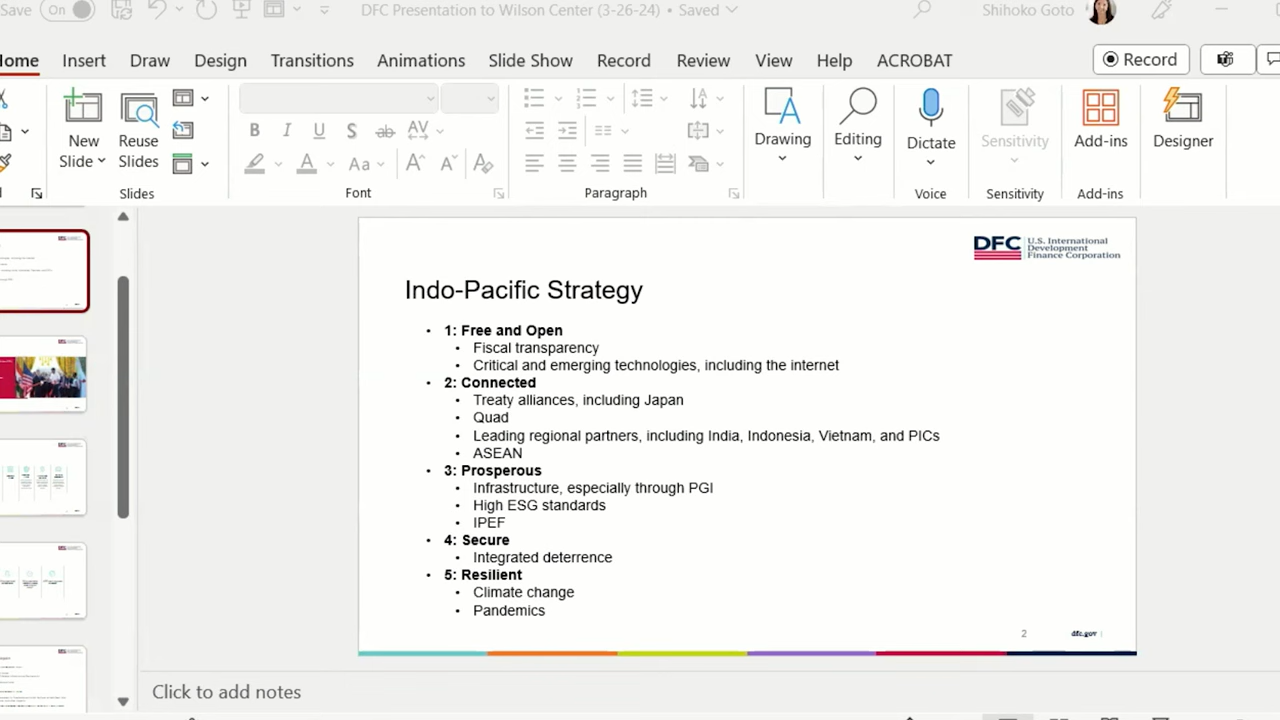 Save On DFC Presentation to Wilson Center (3-26-24) • Saved Shihoko Goto
Home Insert Draw Design Transitions Animations Slide Show Record Review View Help ACROBAT Record
New Slide
Reuse Slides
Slides
B I U S ab AV
Aa A A A
Font
Paragraph
Drawing
Editing
Dictate
Voice
Sensitivity
Sensitivity
Add-ins
Add-ins
Designer
DFC U.S. International
Development
Finance Corporation
Indo-Pacific Strategy
• 1: Free and Open
• Fiscal transparency
• Critical and emerging technologies, including the internet
• 2: Connected
• Treaty alliances, including Japan
• Quad
• Leading regional partners, including India, Indonesia, Vietnam, and PICs
• ASEAN
• 3: Prosperous
• Infrastructure, especially through PGI
• High ESG standards
• IPEF
• 4: Secure
• Integrated deterrence
• 5: Resilient
• Climate change
• Pandemics
2 dfc.gov |
Click to add notes